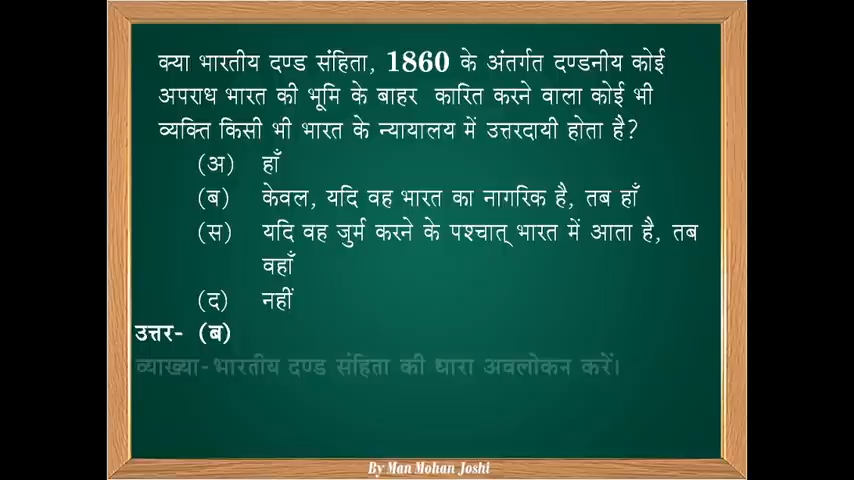 क्या भारतीय दण्ड संहिता, 1860 के अंतर्गत दण्डनीय कोई
अपराध भारत की भूमि के बाहर कारित करने वाला कोई भी
व्यक्ति किसी भी भारत के न्यायालय में उत्तरदायी होता है?
(अ) हाँ
(ब) केवल, यदि वह भारत का नागरिक है, तब हाँ
(स) यदि वह जुर्म करने के पश्चात् भारत में आता है, तब
वहाँ
(द) नहीं
उत्तर- (ब)
व्याख्या-भारतीय दण्ड संहिता की धारा अवलोकन करें।
By Man Mohan Joshi